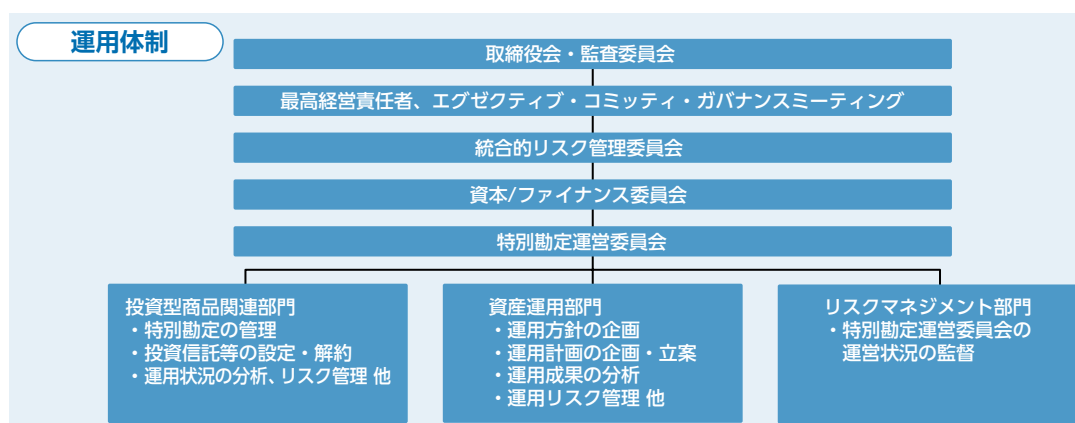 運用体制
取締役会・監査委員会
最高経営責任者、エグゼクティブ・コミッティ・ガバナンスミーティング
統合的リスク管理委員会
資本/ファイナンス委員会
特別勘定運営委員会
投資型商品関連部門
・特別勘定の管理
・投資信託等の設定・解約
・運用状況の分析、リスク管理 他
資産運用部門
・運用方針の企画
・運用計画の企画・立案
・運用成果の分析
・運用リスク管理 他
リスクマネジメント部門
・特別勘定運営委員会の
運営状況の監督